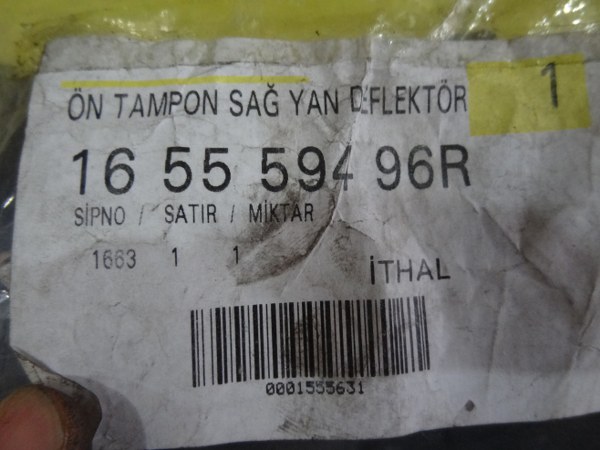 ÖN TAMPON SAĞ YAN DEFLEKTÖR 1
16 55 594 96R
SİPNO / SATIR / MİKTAR
1663 1 1
İTHAL
0001555631